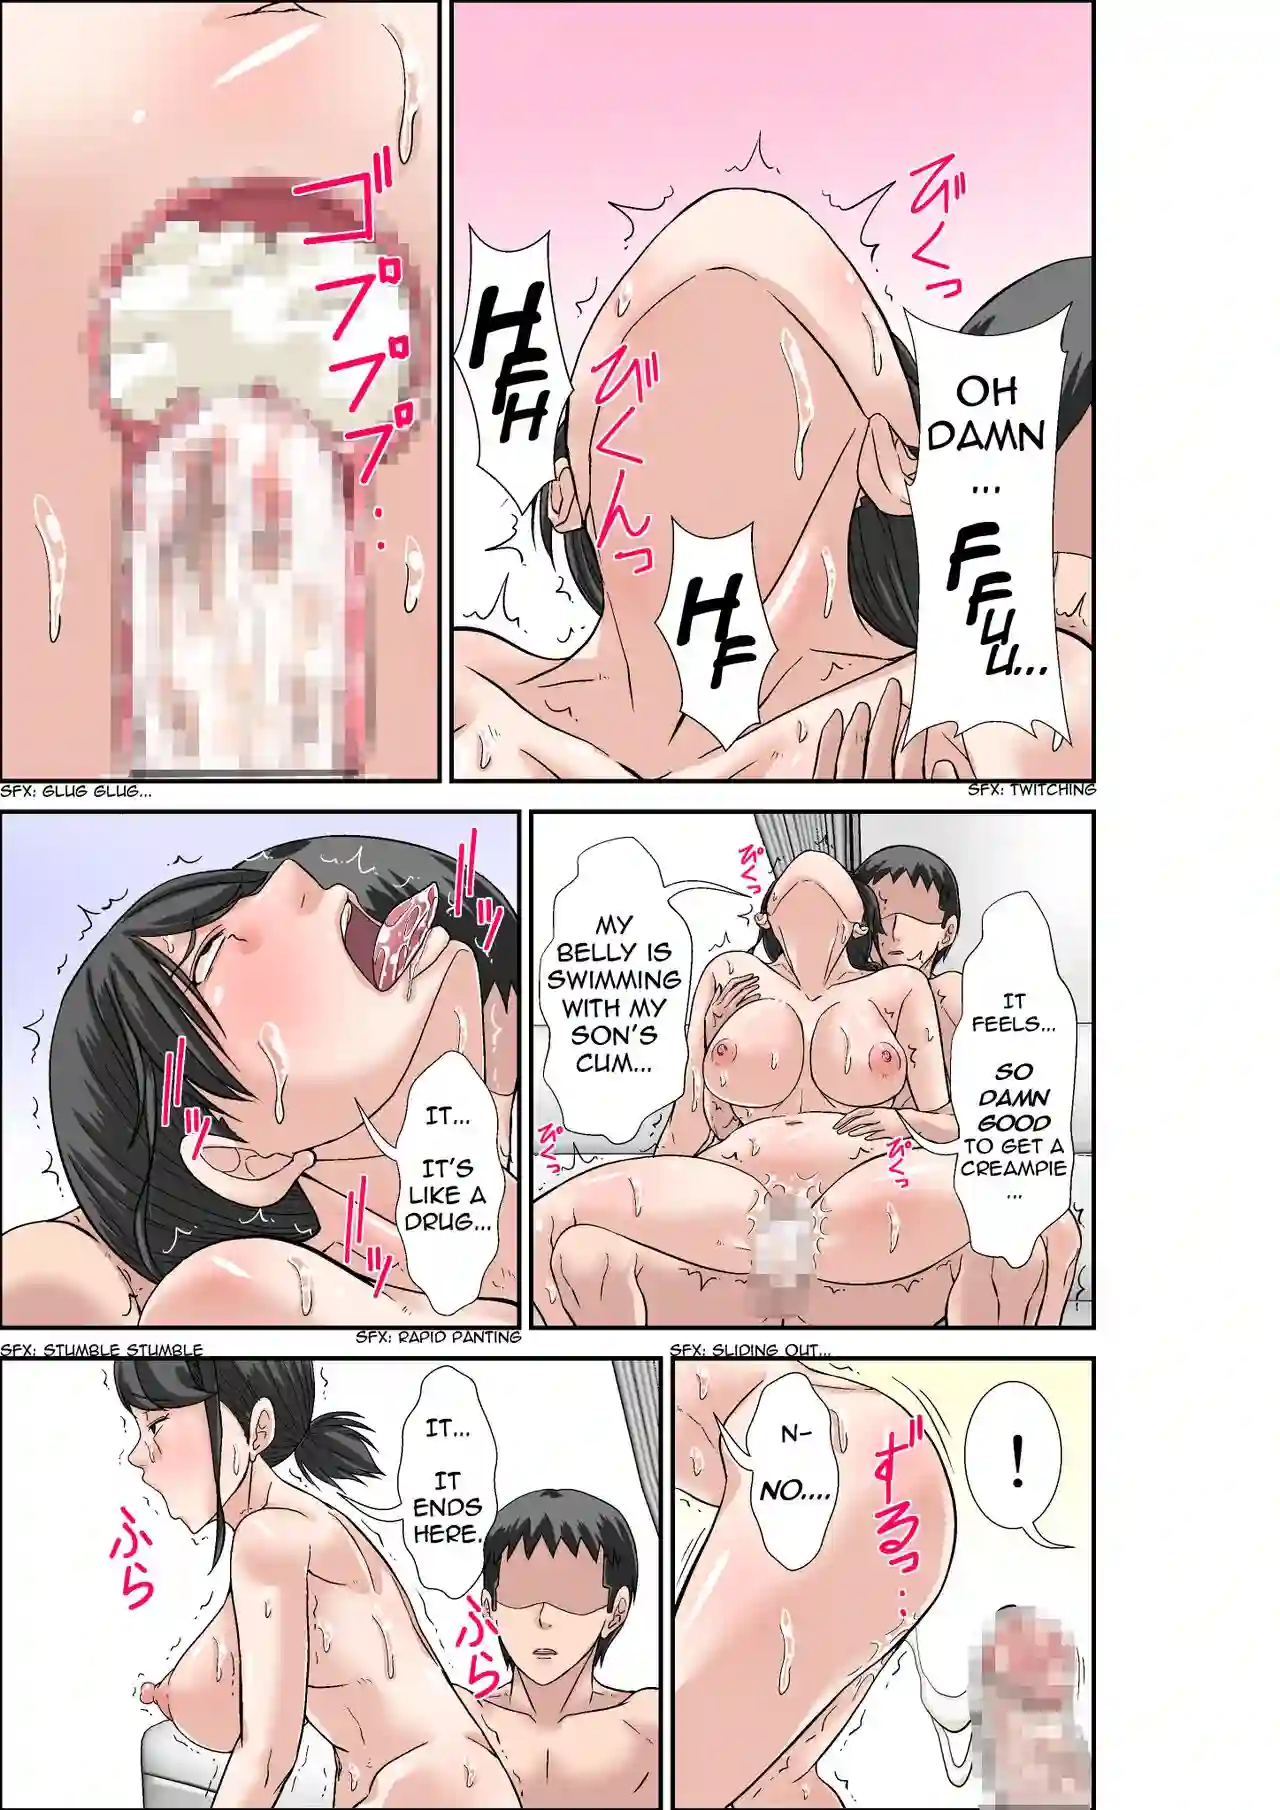 びくっ
OH
DAMN
...
FFUU...
びくんっ
HFFH
HFF
SFX: TWITCHING
ゴプププ...
SFX: GLUG GLUG...
ぴくっ
IT
FEELS...
SO
DAMN
GOOD
TO GET A
CREAMPIE
...
MY
BELLY IS
SWIMMING
WITH MY
SON'S
CUM...
ぴくっ
ぴくっ
ハッ
ハッ
ハッ
IT...
IT'S
LIKE A
DRUG...
SFX: RAPID PANTING
SFX: SLIDING OUT...
!
N-
NO....
ずるっ...
SFX: STUMBLE STUMBLE
IT...
IT
ENDS
HERE.
ふら
ふら